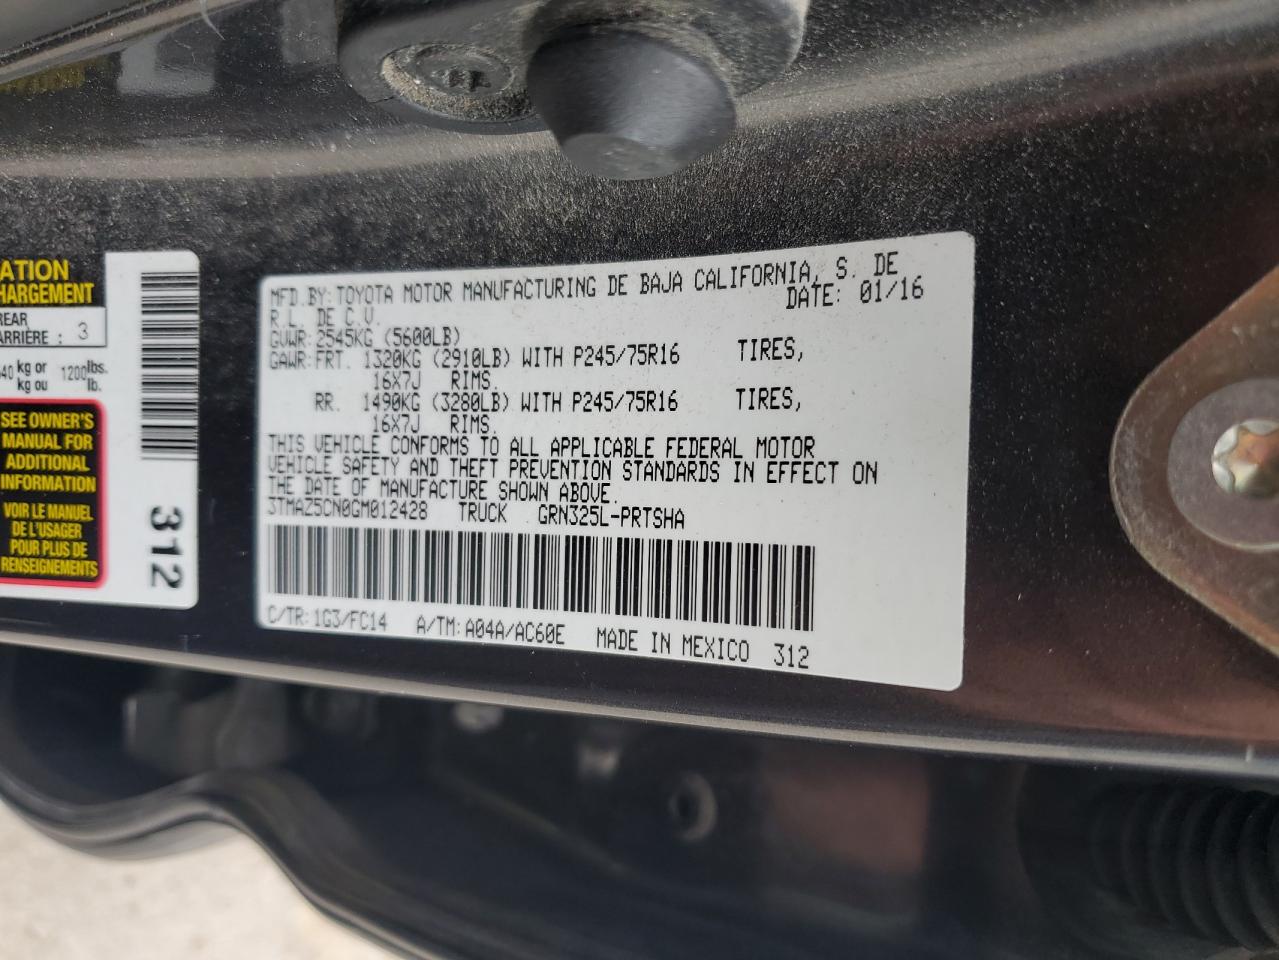 ATION
HARGEMENT
REAR
ARRIÈRE : 3
kg or 1200 lbs.
kg ou lb.
SEE OWNER'S
MANUAL FOR
ADDITIONAL
INFORMATION
VOIR LE MANUEL
DE L'USAGER
POUR PLUS DE
RENSEIGNEMENTS
312
MFD.BY:TOYOTA MOTOR MANUFACTURING DE BAJA CALIFORNIA, S. DE
R.L. DE C.V. DATE: 01/16
GVWR:2545KG (5600LB)
GAWR:FRT. 1320KG (2910LB) WITH P245/75R16 TIRES,
16X7J RIMS.
RR. 1490KG (3280LB) WITH P245/75R16 TIRES,
16X7J RIMS.
THIS VEHICLE CONFORMS TO ALL APPLICABLE FEDERAL MOTOR
VEHICLE SAFETY AND THEFT PREVENTION STANDARDS IN EFFECT ON
THE DATE OF MANUFACTURE SHOWN ABOVE.
3TMAZ5CN0GM012428 TRUCK GRN325L-PRTSHA
C/TR:1G3/FC14 A/TM:A04A/AC60E MADE IN MEXICO 312